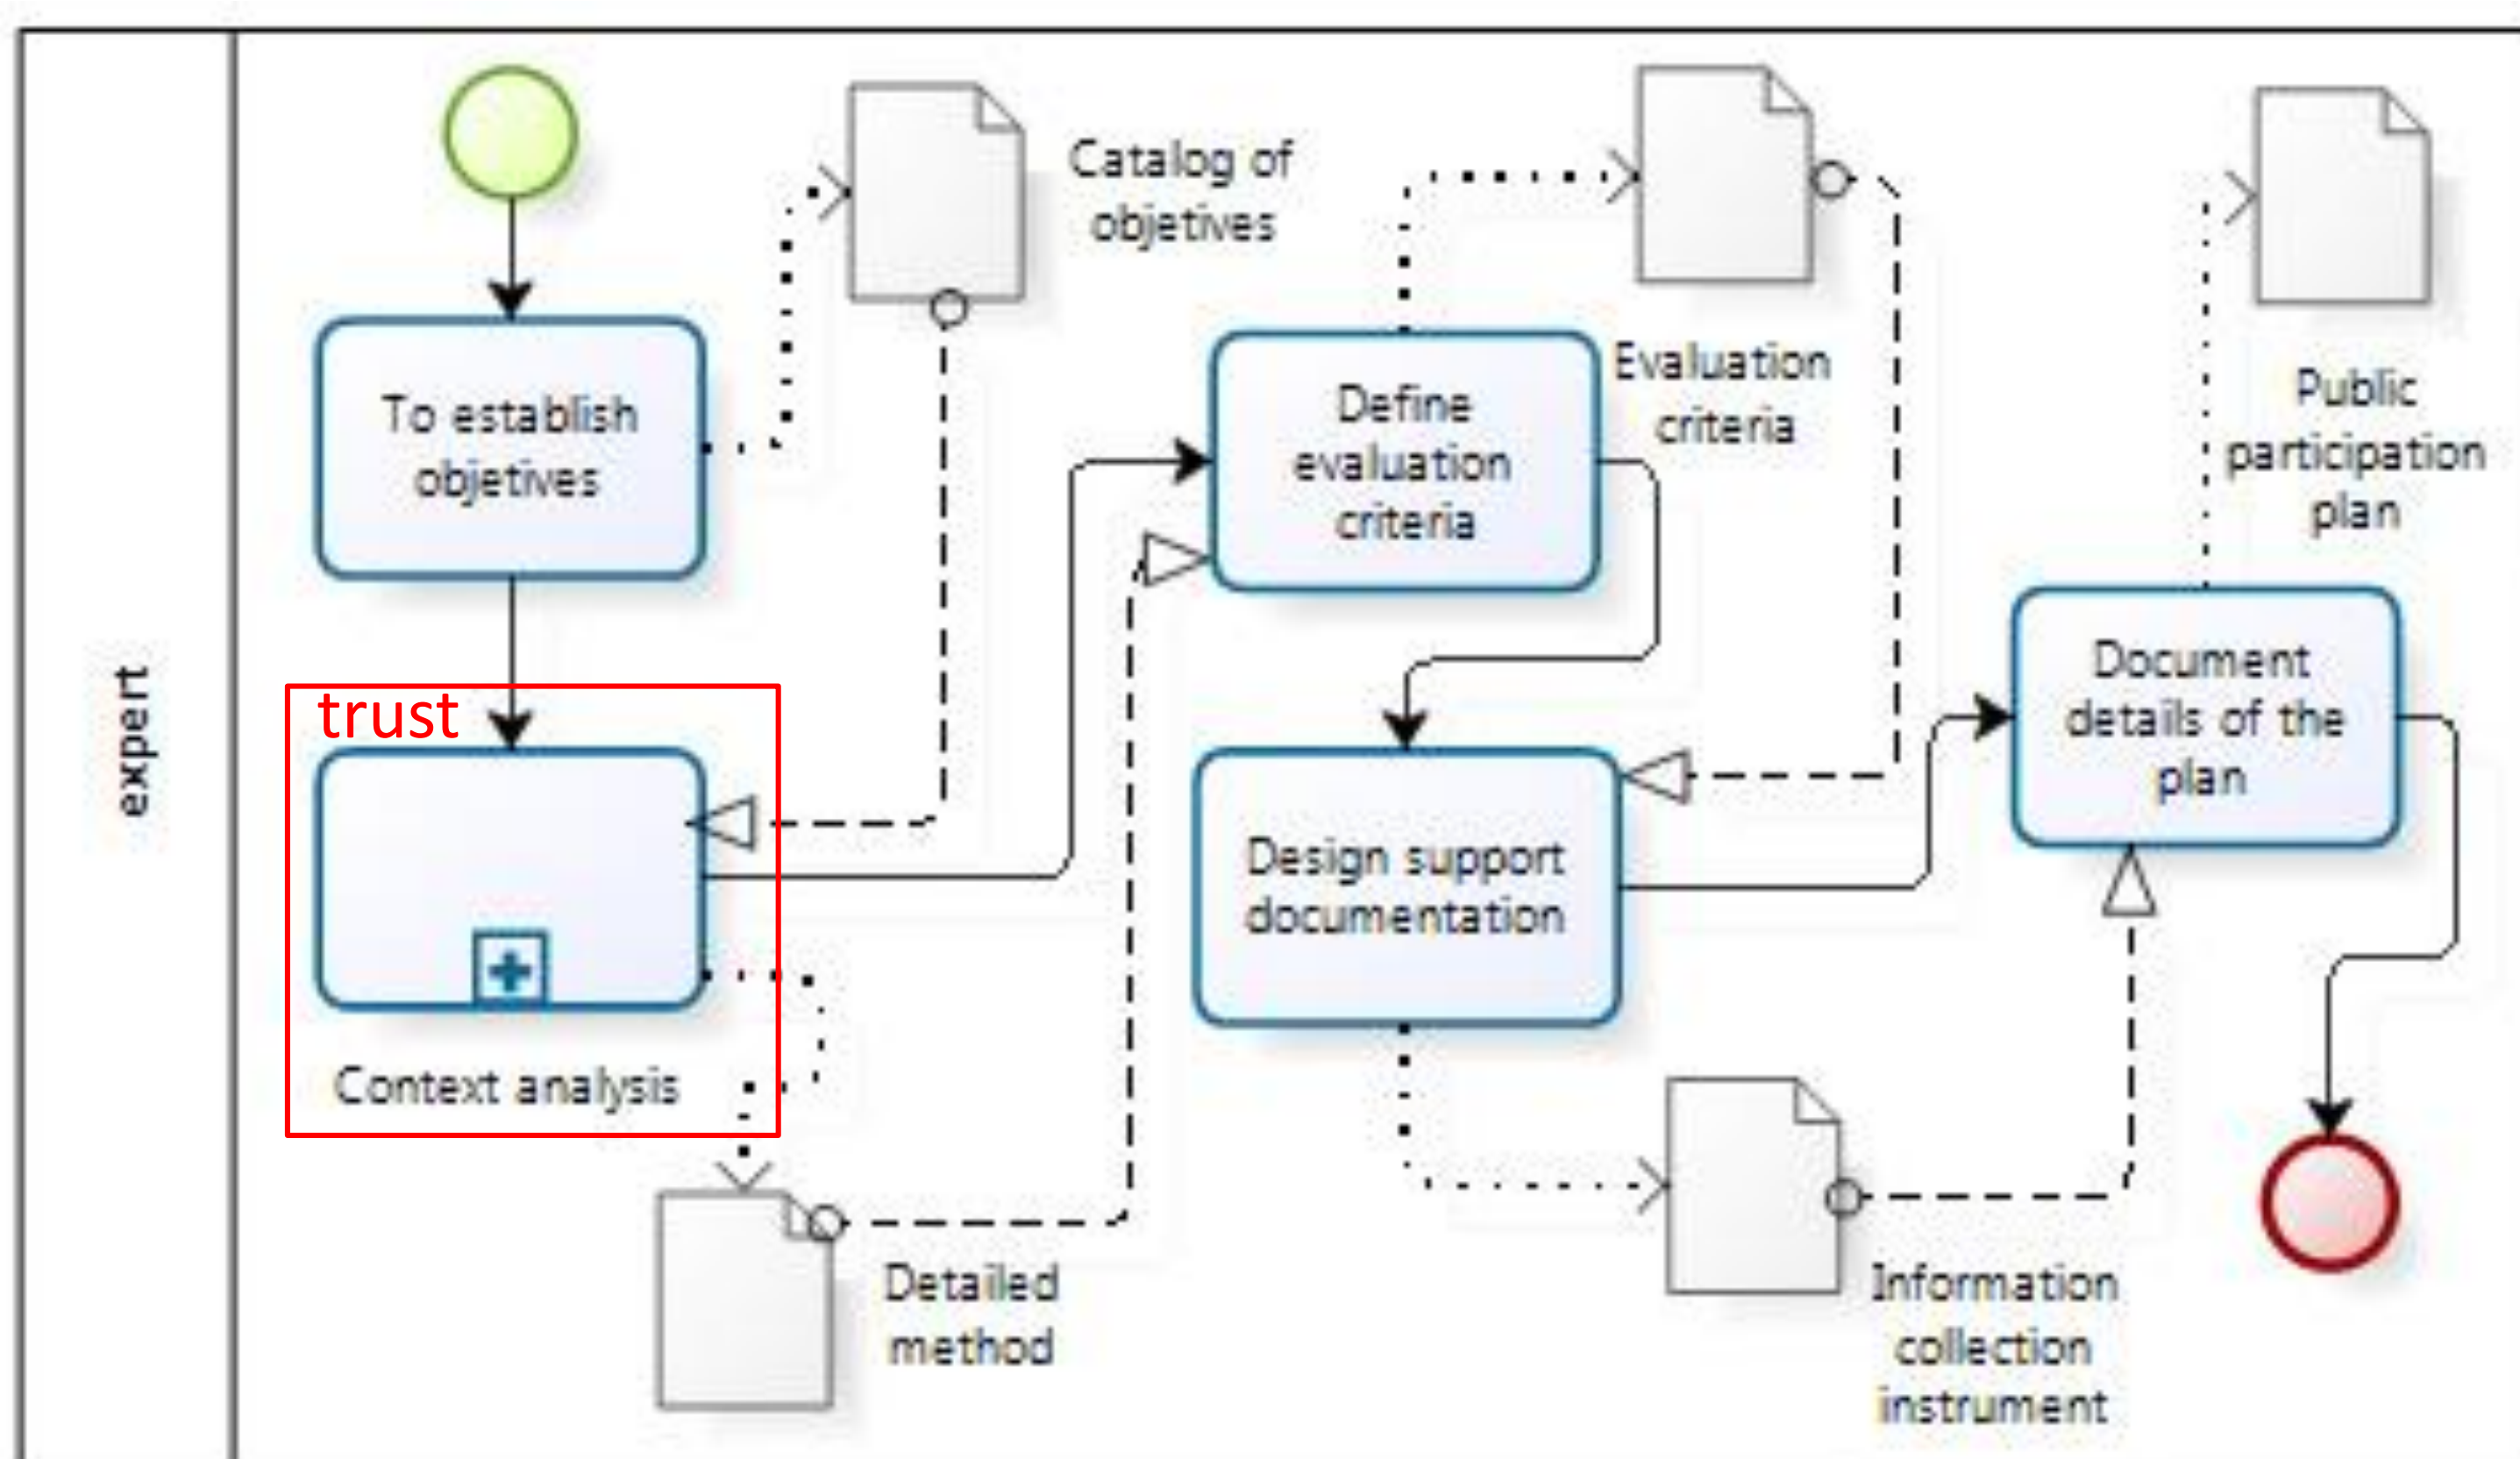 expert
To establish
objetives
Catalog of
objetives
trust
Context analysis
Detailed
method
Define
evaluation
criteria
Evaluation
criteria
Design support
documentation
Information
collection
instrument
Document
details of the
plan
Public
participation
plan